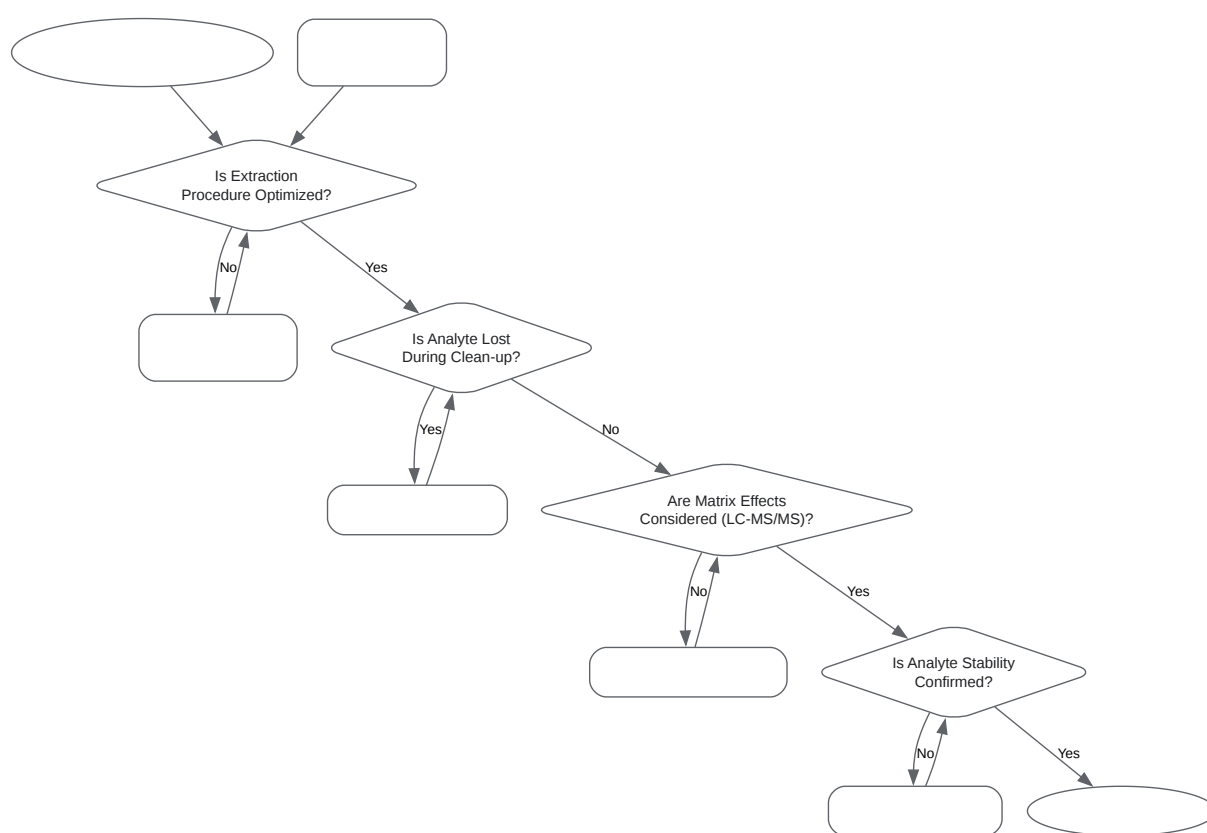 Is Extraction
Procedure Optimized?
No
Yes
Is Analyte Lost
During Clean-up?
Yes
No
Are Matrix Effects
Considered (LC-MS/MS)?
No
Yes
Is Analyte Stability
Confirmed?
No
Yes